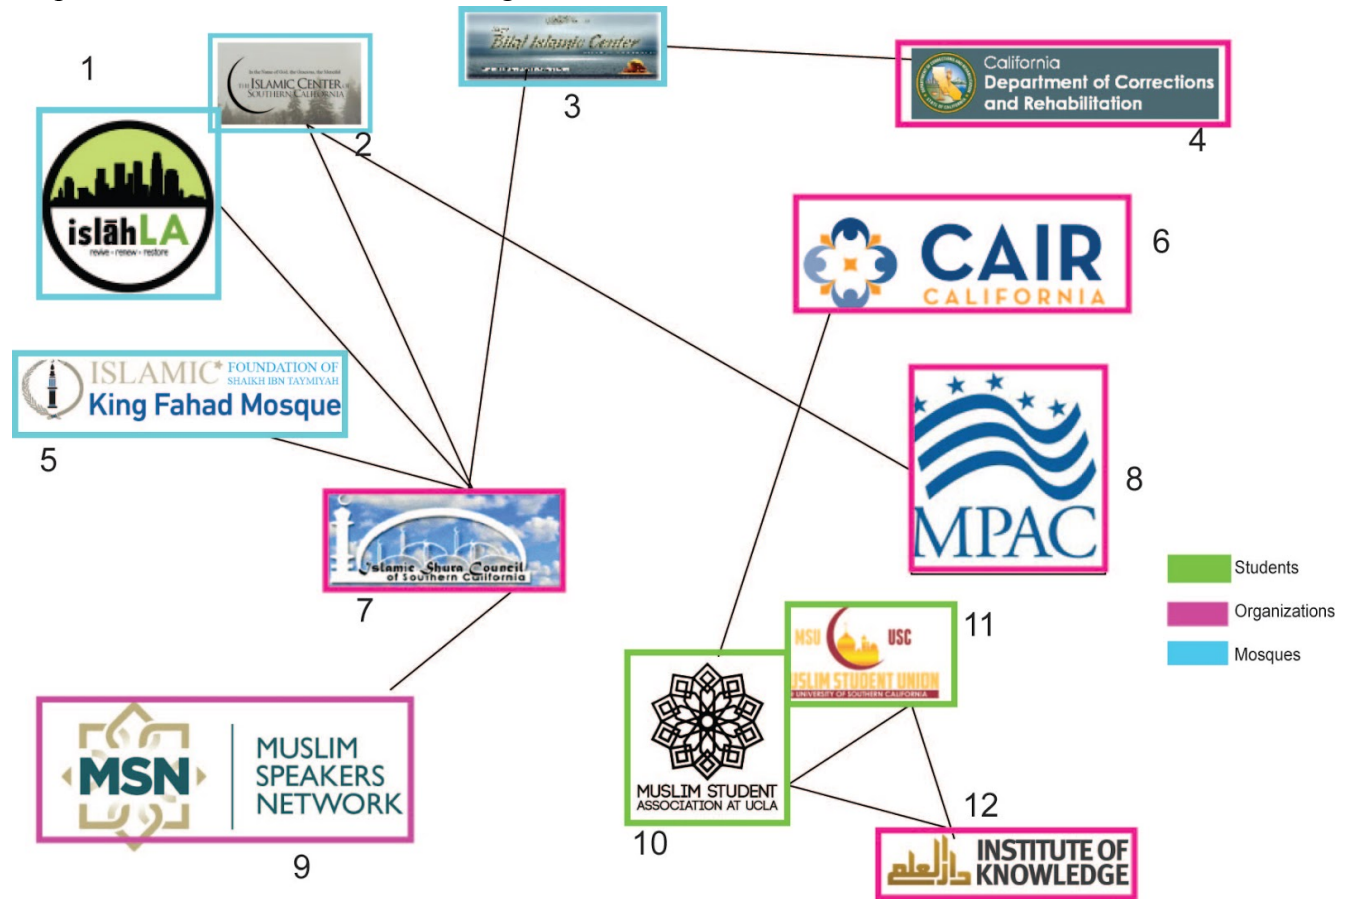 1
In the Name of God, the Gracious, the Merciful
THE ISLAMIC CENTER OF
SOUTHERN CALIFORNIA
2
Bilal Islamic Center
3
California
Department of Corrections
and Rehabilitation
4
islāhLA
revive - renew - restore
CAIR
CALIFORNIA
6
ISLAMIC FOUNDATION OF
SHAIKH IBN TAYMIYAH
King Fahad Mosque
5
MPAC
8
Islamic Shura Council
of Southern California
7
Students
Organizations
Mosques
MSU USC
USLIM STUDENT UNION
UNIVERSITY OF SOUTHERN CALIFORNIA
11
MUSLIM STUDENT
ASSOCIATION AT UCLA
10
MSN
MUSLIM
SPEAKERS
NETWORK
9
12
دار العلم
INSTITUTE OF
KNOWLEDGE